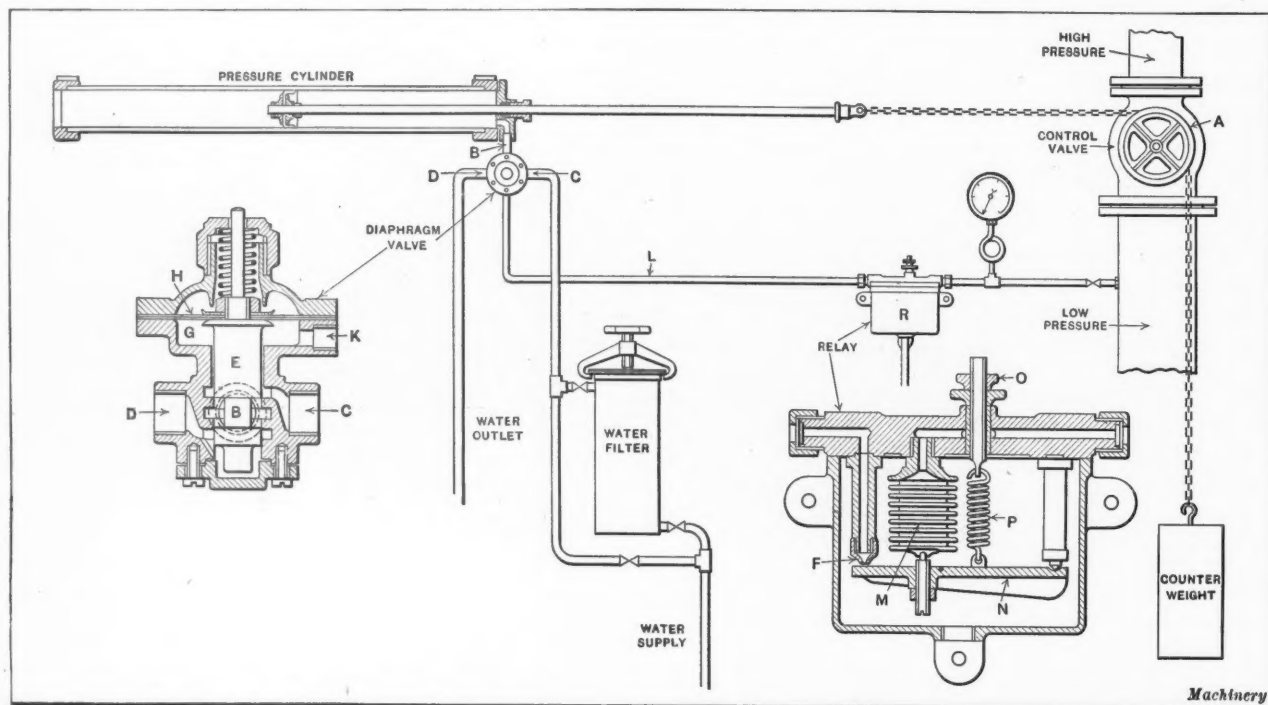 HIGH
PRESSURE
PRESSURE CYLINDER
A
CONTROL
VALVE
B
D
C
DIAPHRAGM
VALVE
L
H
G
K
E
R
LOW
PRESSURE
RELAY
O
D
B
C
WATER
OUTLET
WATER
FILTER
P
F
M
N
COUNTER
WEIGHT
WATER
SUPPLY
Machinery